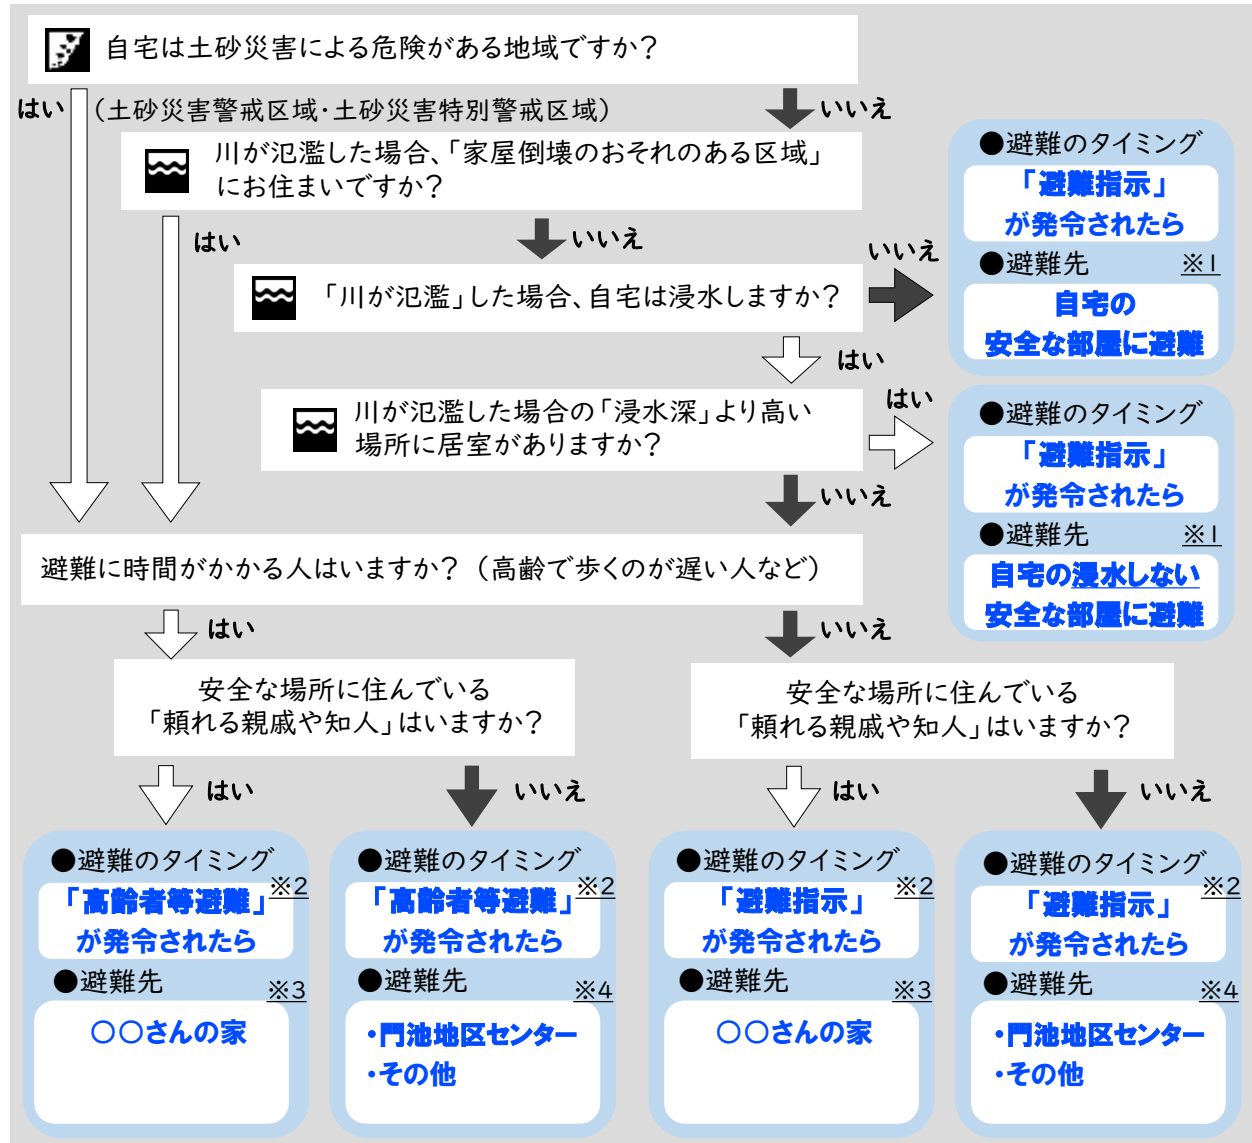 自宅は土砂災害による危険がある地域ですか？
はい
（土砂災害警戒区域・土砂災害特別警戒区域）
いいえ
川が氾濫した場合、「家屋倒壊のおそれのある区域」
にお住まいですか？
はい
いいえ
「川が氾濫」した場合、自宅は浸水しますか？
いいえ
はい
●避難のタイミング
「避難指示」
が発令されたら
●避難先 ※1
自宅の
安全な部屋に避難
川が氾濫した場合の「浸水深」より高い
場所に居室がありますか？
はい
いいえ
●避難のタイミング
「避難指示」
が発令されたら
●避難先 ※1
自宅の浸水しない
安全な部屋に避難
避難に時間がかかる人はいますか？（高齢で歩くのが遅い人など）
はい
いいえ
安全な場所に住んでいる
「頼れる親戚や知人」はいますか？
はい
いいえ
安全な場所に住んでいる
「頼れる親戚や知人」はいますか？
はい
いいえ
●避難のタイミング
※2
「高齢者等避難」
が発令されたら
●避難先
※3
○○さんの家
●避難のタイミング
※2
「高齢者等避難」
が発令されたら
●避難先
※4
・門池地区センター
・その他
●避難のタイミング
※2
「避難指示」
が発令されたら
●避難先
※3
○○さんの家
●避難のタイミング
※2
「避難指示」
が発令されたら
●避難先
※4
・門池地区センター
・その他